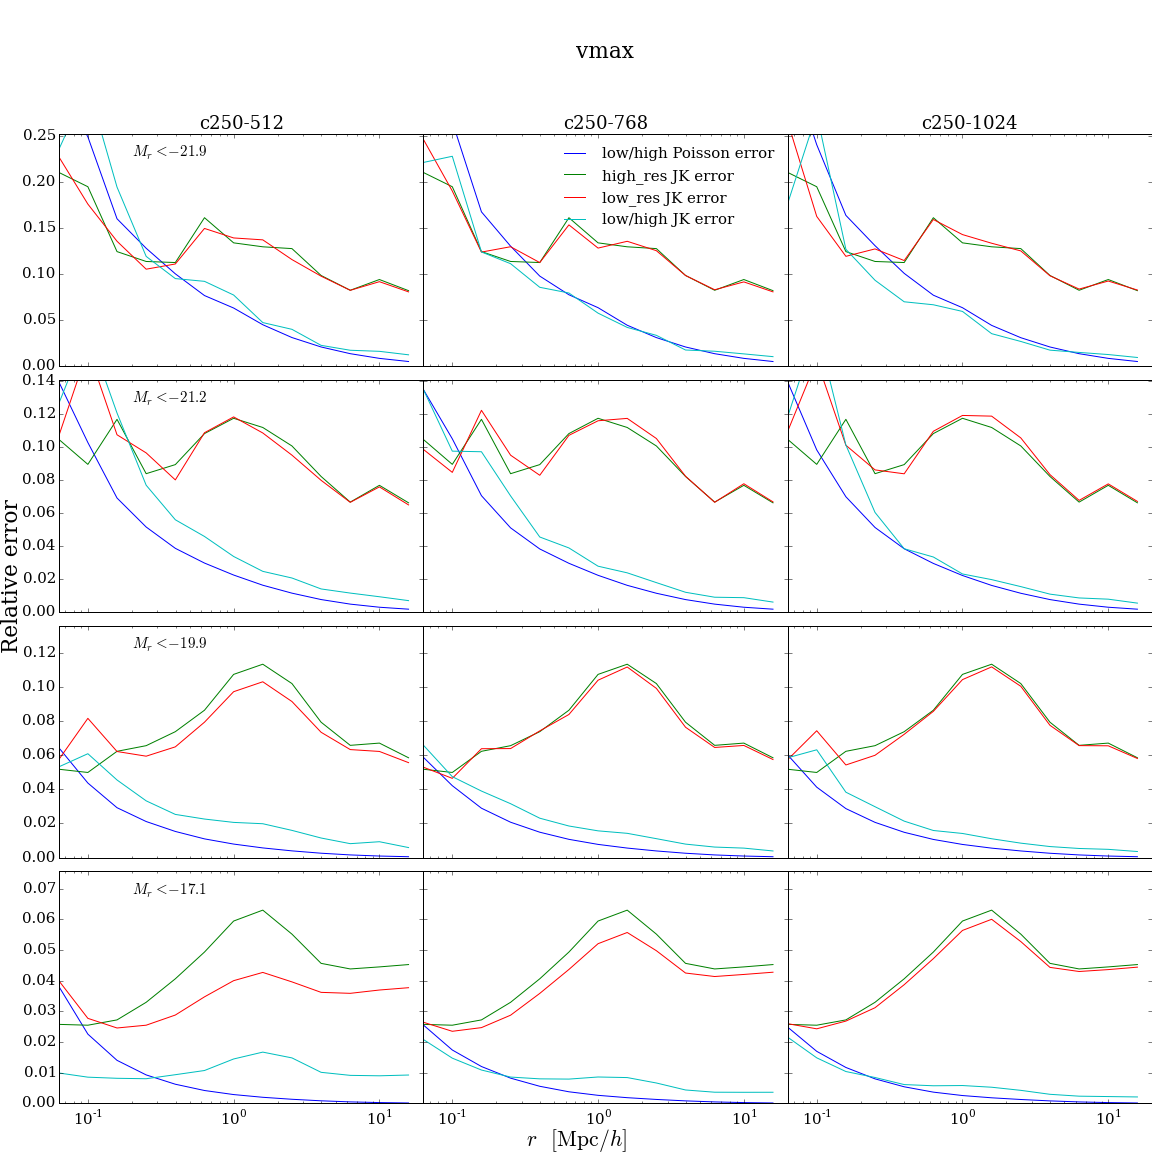 vmax
c250-512 c250-768 c250-1024
0.25
0.20
0.15
0.10
0.05
0.00
M_r <−21.9
low/high Poisson error
high_res JK error
low_res JK error
low/high JK error
0.14
0.12
0.10
0.08
0.06
0.04
0.02
0.00
M_r <−21.2
Relative error
0.12
0.10
0.08
0.06
0.04
0.02
0.00
M_r <−19.9
0.07
0.06
0.05
0.04
0.03
0.02
0.01
0.00
M_r <−17.1
10^-1 10^0 10^1 10^-1 10^0 10^1 10^-1 10^0 10^1
r [Mpc/h]